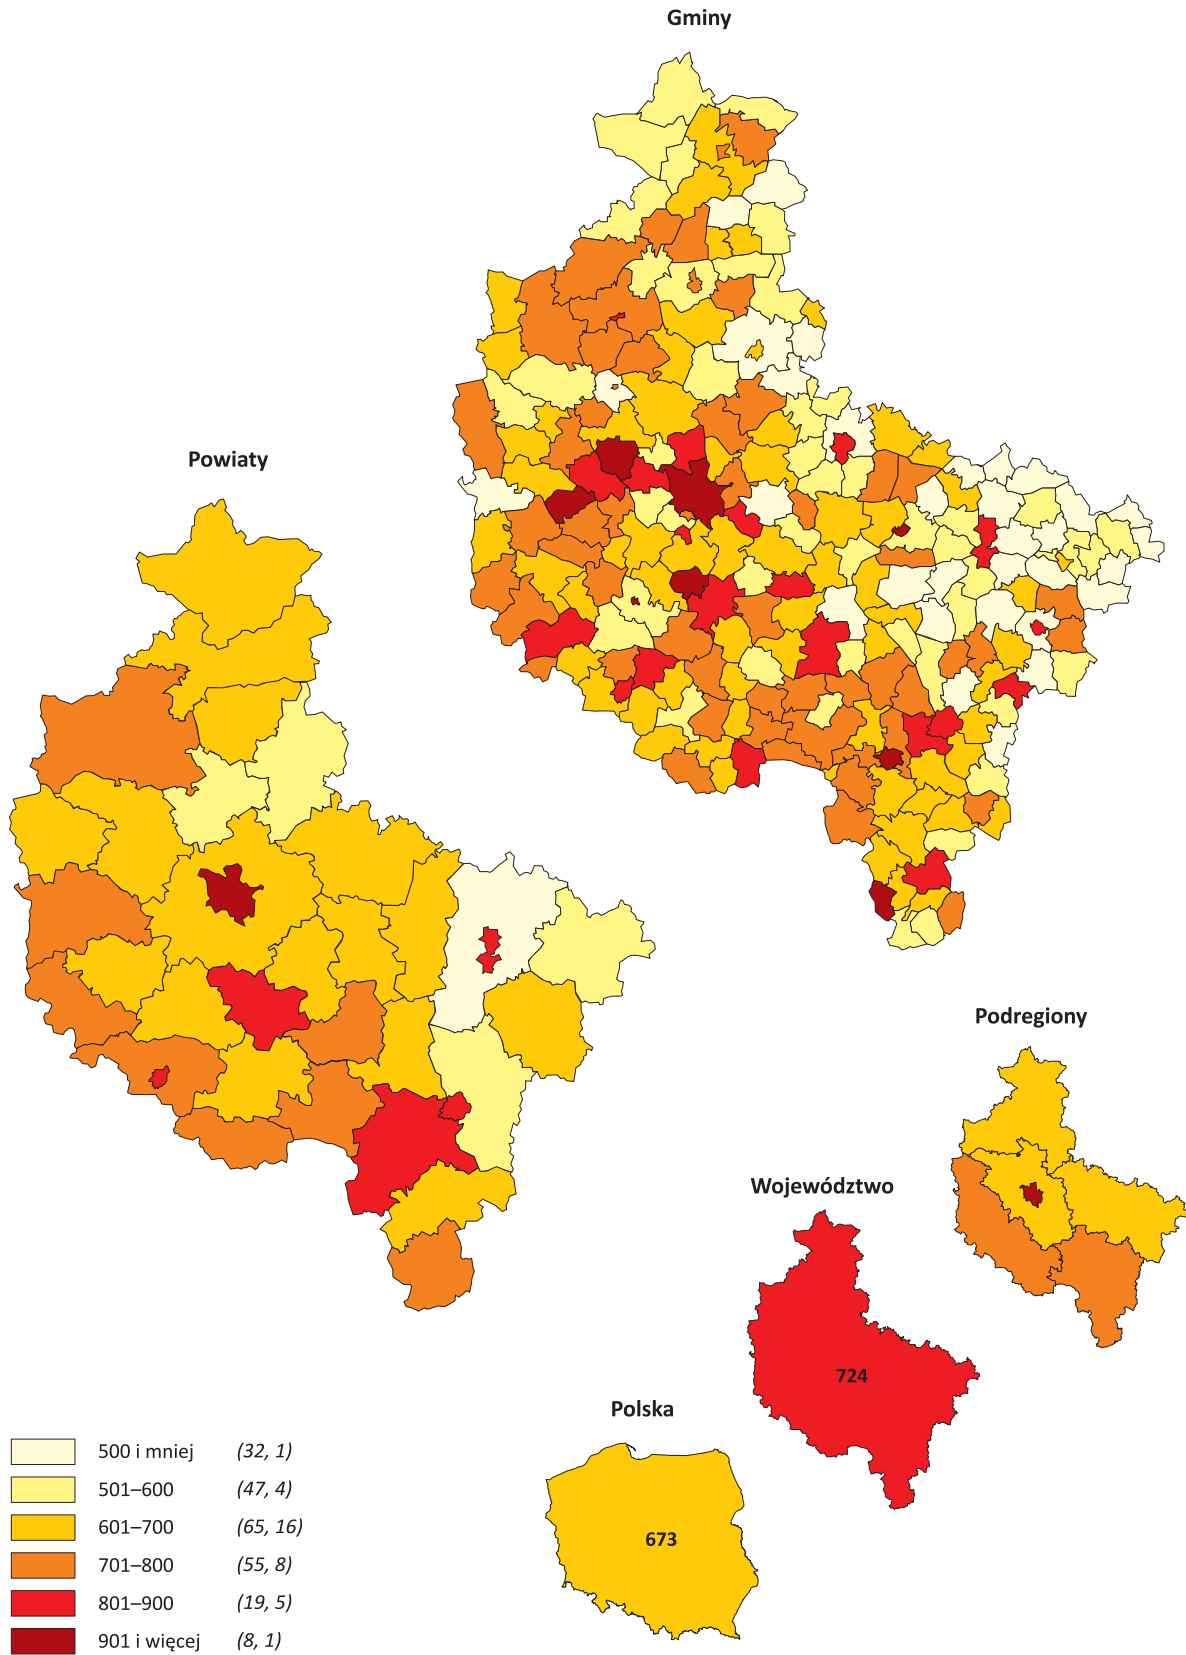 Gminy
Powiaty
Podregiony
Województwo
724
Polska
673
500 i mniej (32, 1)
501–600 (47, 4)
601–700 (65, 16)
701–800 (55, 8)
801–900 (19, 5)
901 i więcej (8, 1)